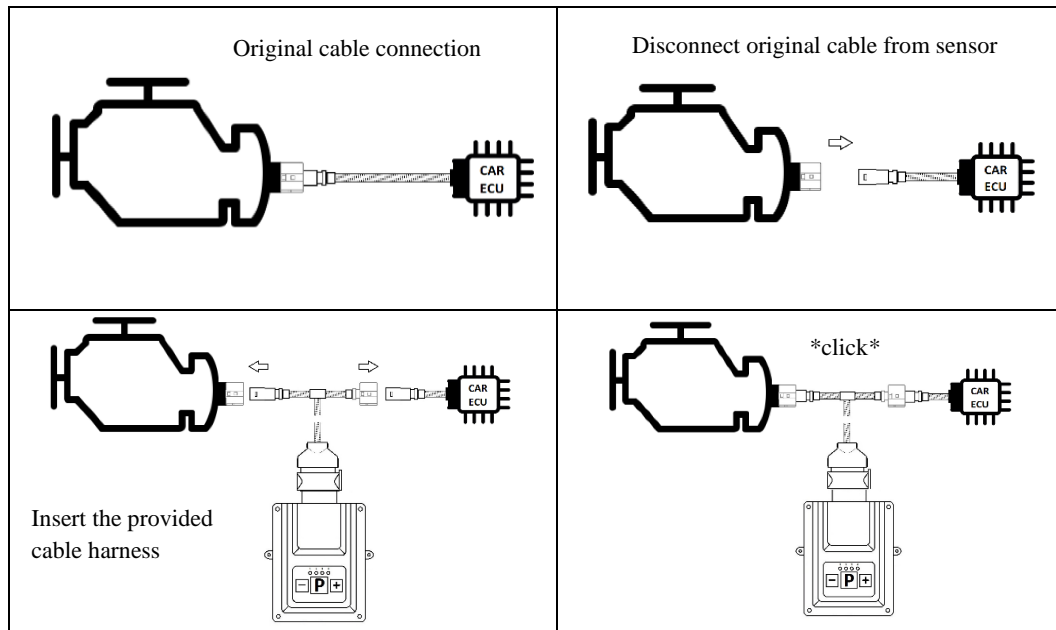 Original cable connection
CAR
ECU
Disconnect original cable from sensor
CAR
ECU
CAR
ECU
Insert the provided
cable harness
− P +
*click*
CAR
ECU
− P +